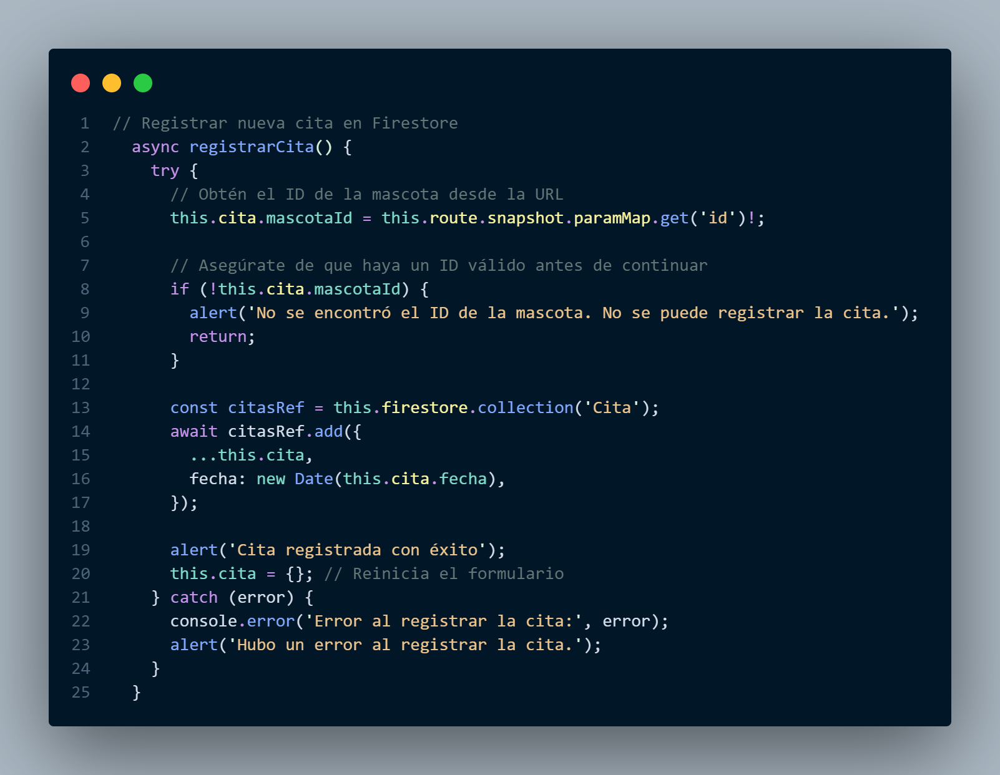 1 // Registrar nueva cita en Firestore
2   async registrarCita() {
3     try {
4       // Obtén el ID de la mascota desde la URL
5       this.cita.mascotaId = this.route.snapshot.paramMap.get('id')!;
6
7       // Asegúrate de que haya un ID válido antes de continuar
8       if (!this.cita.mascotaId) {
9         alert('No se encontró el ID de la mascota. No se puede registrar la cita.');
10         return;
11       }
12
13       const citasRef = this.firestore.collection('Cita');
14       await citasRef.add({
15         ...this.cita,
16         fecha: new Date(this.cita.fecha),
17       });
18
19       alert('Cita registrada con éxito');
20       this.cita = {}; // Reinicia el formulario
21     } catch (error) {
22       console.error('Error al registrar la cita:', error);
23       alert('Hubo un error al registrar la cita.');
24     }
25   }